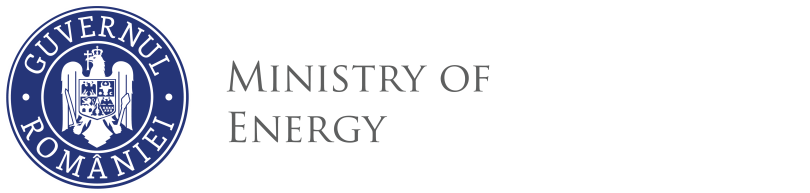 GUVERNUL
ROMÂNIEI
MINISTRY OF
ENERGY